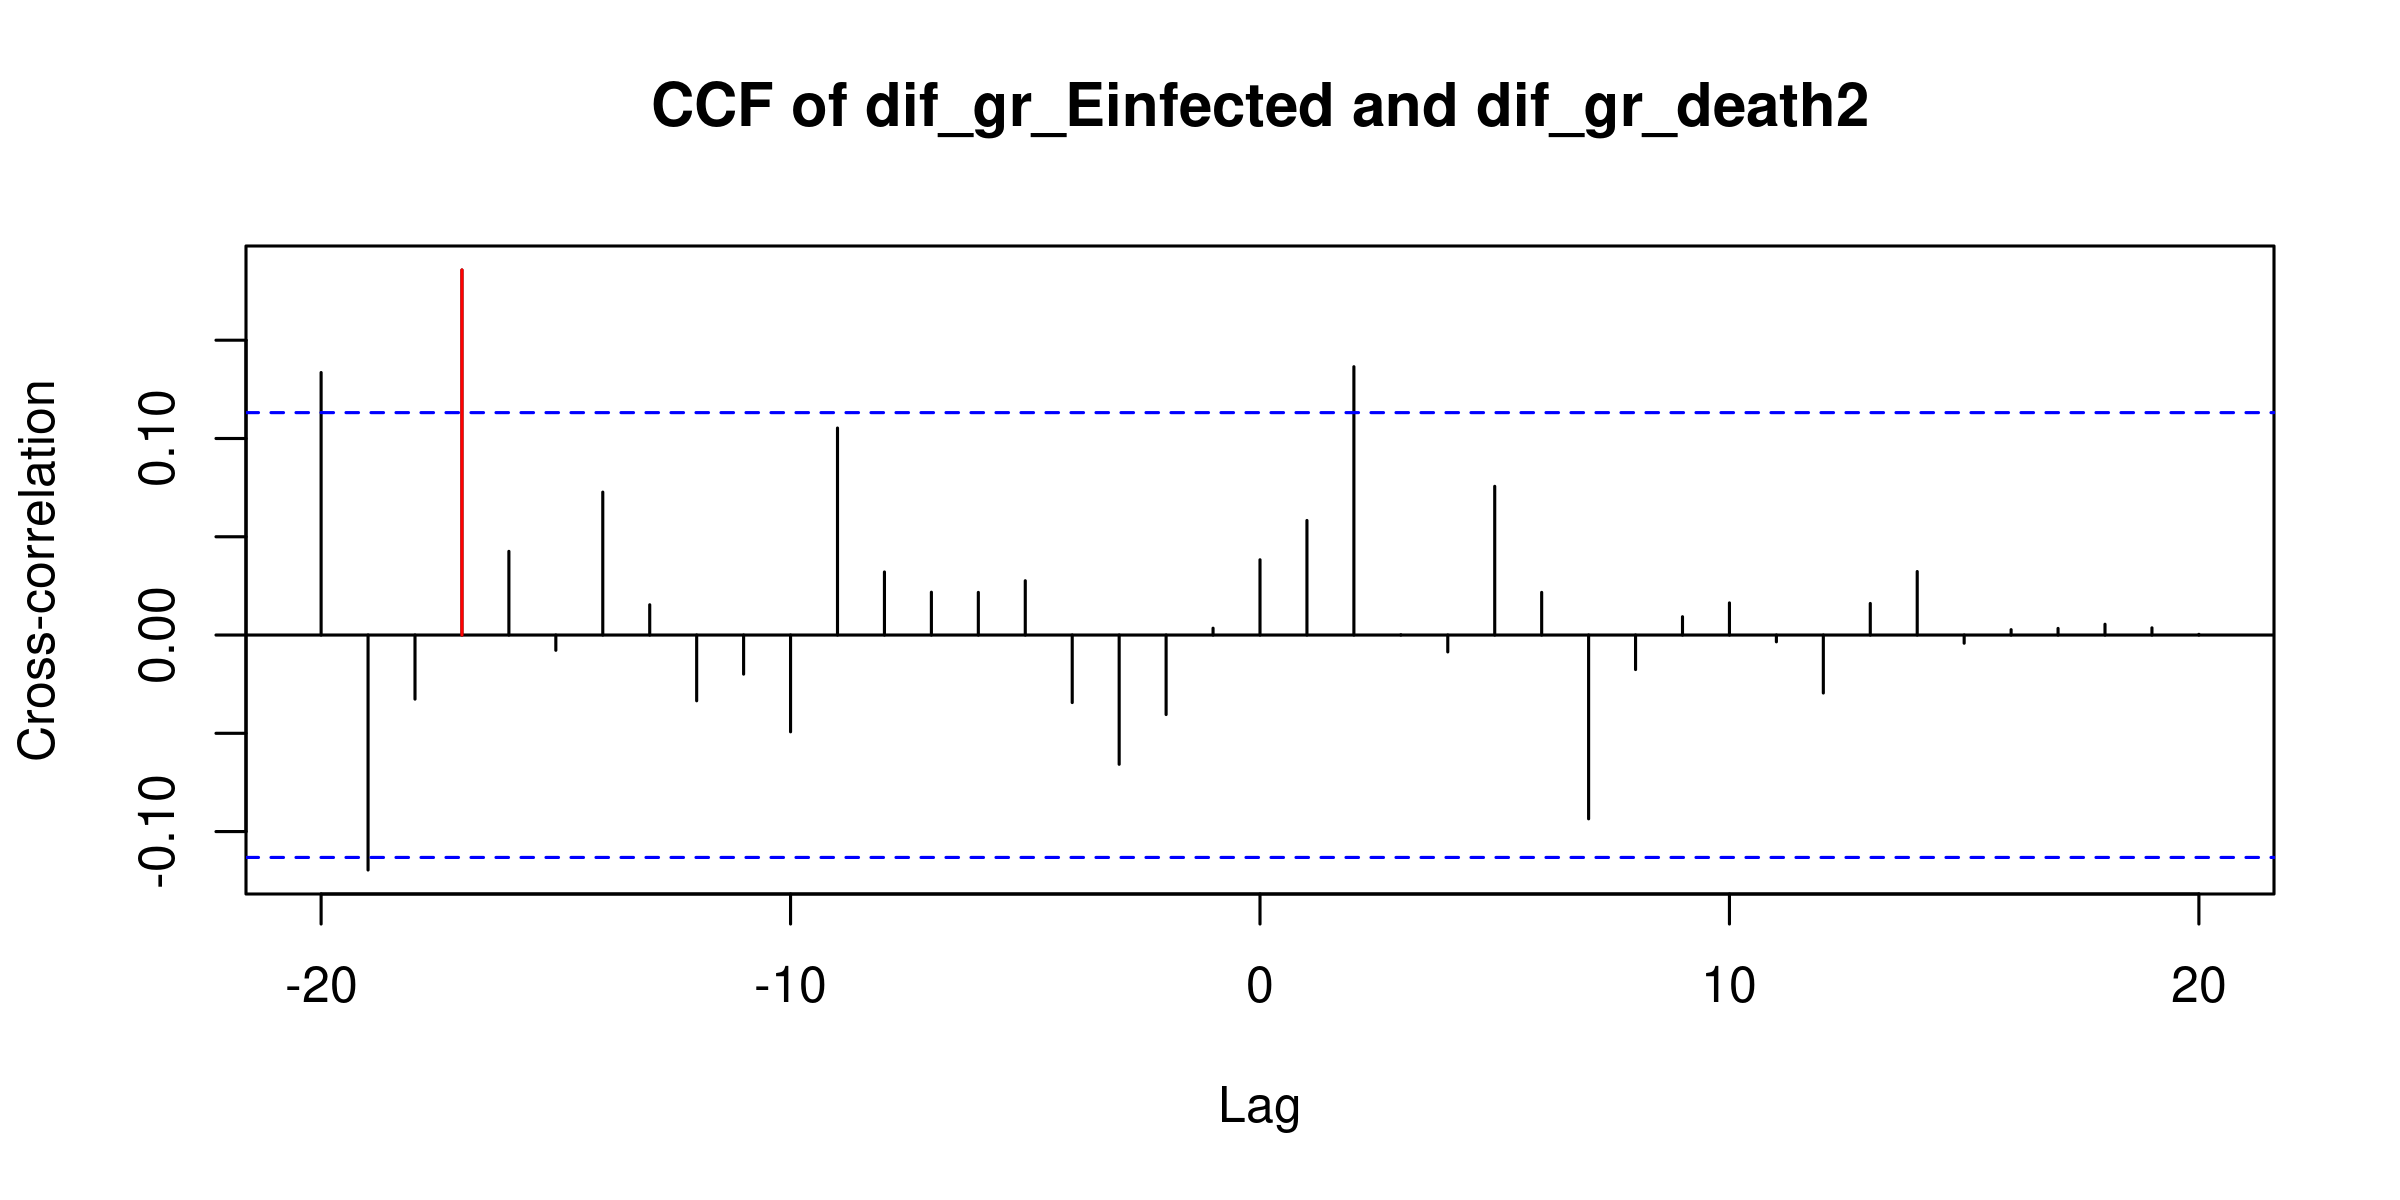 CCF of dif_gr_Einfected and dif_gr_death2
Cross-correlation
0.10
0.00
-0.10
-20 -10 0 10 20
Lag